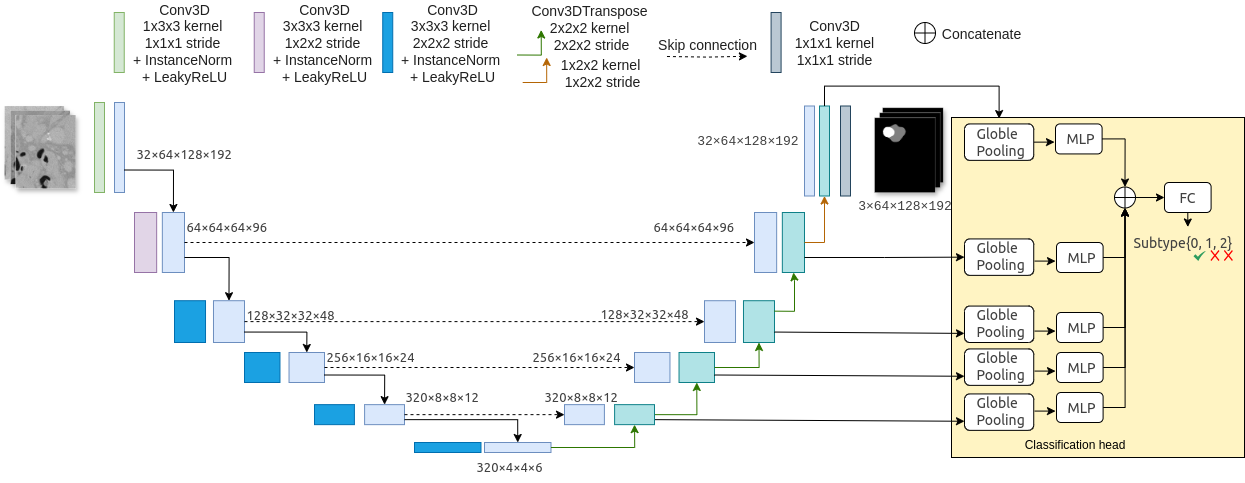 Conv3D
1x3x3 kernel
1x1x1 stride
+ InstanceNorm
+ LeakyReLU
Conv3D
3x3x3 kernel
1x2x2 stride
+ InstanceNorm
+ LeakyReLU
Conv3D
3x3x3 kernel
2x2x2 stride
+ InstanceNorm
+ LeakyReLU
Conv3DTranspose
2x2x2 kernel
2x2x2 stride
1x2x2 kernel
1x2x2 stride
Skip connection
Conv3D
1x1x1 kernel
1x1x1 stride
Concatenate
32×64×128×192
32×64×128×192
3×64×128×192
64×64×64×96
64×64×64×96
128×32×32×48
128×32×32×48
256×16×16×24
256×16×16×24
320×8×8×12
320×8×8×12
320×4×4×6
Globle
Pooling
MLP
FC
Subtype{0, 1, 2}
Globle
Pooling
MLP
Globle
Pooling
MLP
Globle
Pooling
MLP
Globle
Pooling
MLP
Classification head